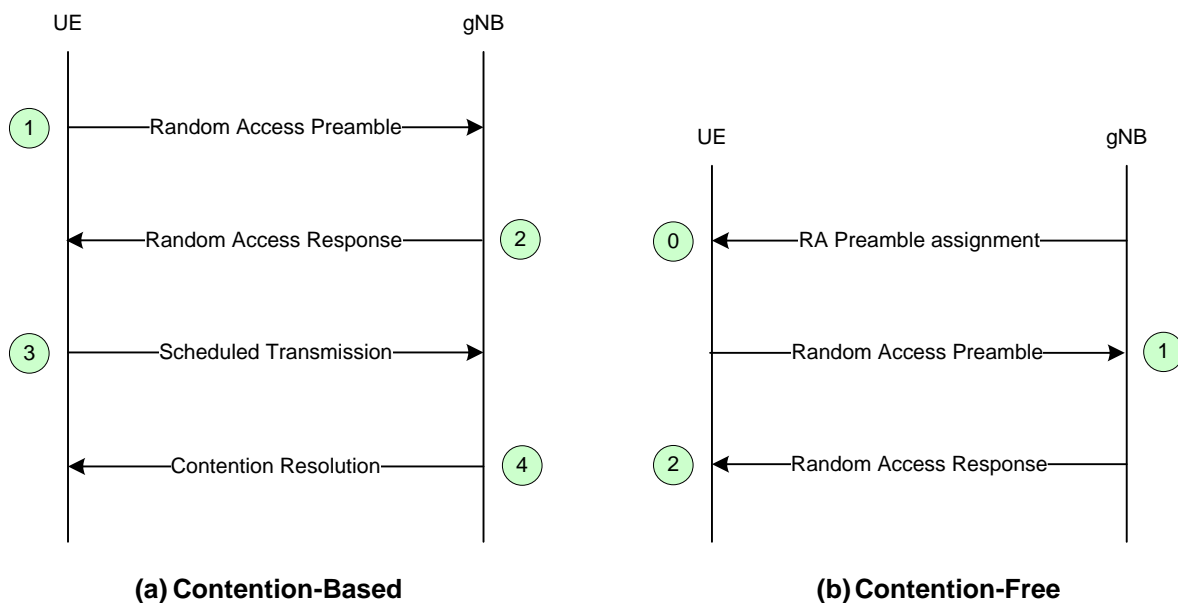 UE
gNB
1
Random Access Preamble
Random Access Response
2
3
Scheduled Transmission
Contention Resolution
4
(a) Contention-Based
UE
gNB
0
RA Preamble assignment
Random Access Preamble
1
2
Random Access Response
(b) Contention-Free